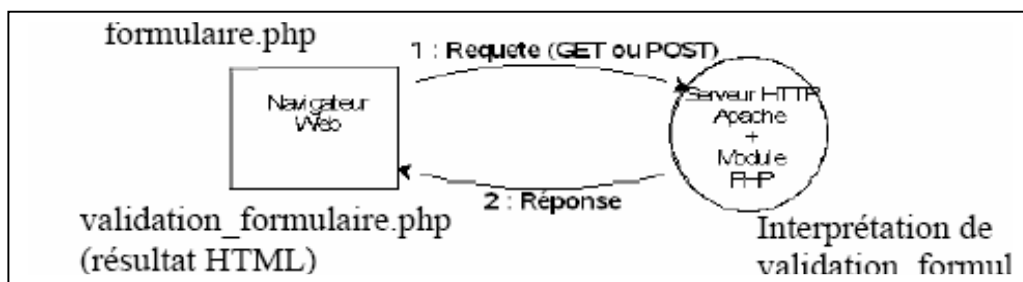 formulaire.php
1 : Requete (GET ou POST)
Navigateur
Web
Serveur HTTP
Apache
+
Module
PHP
2 : Réponse
validation_formulaire.php
(résultat HTML)
Interprétation de
validation_formul